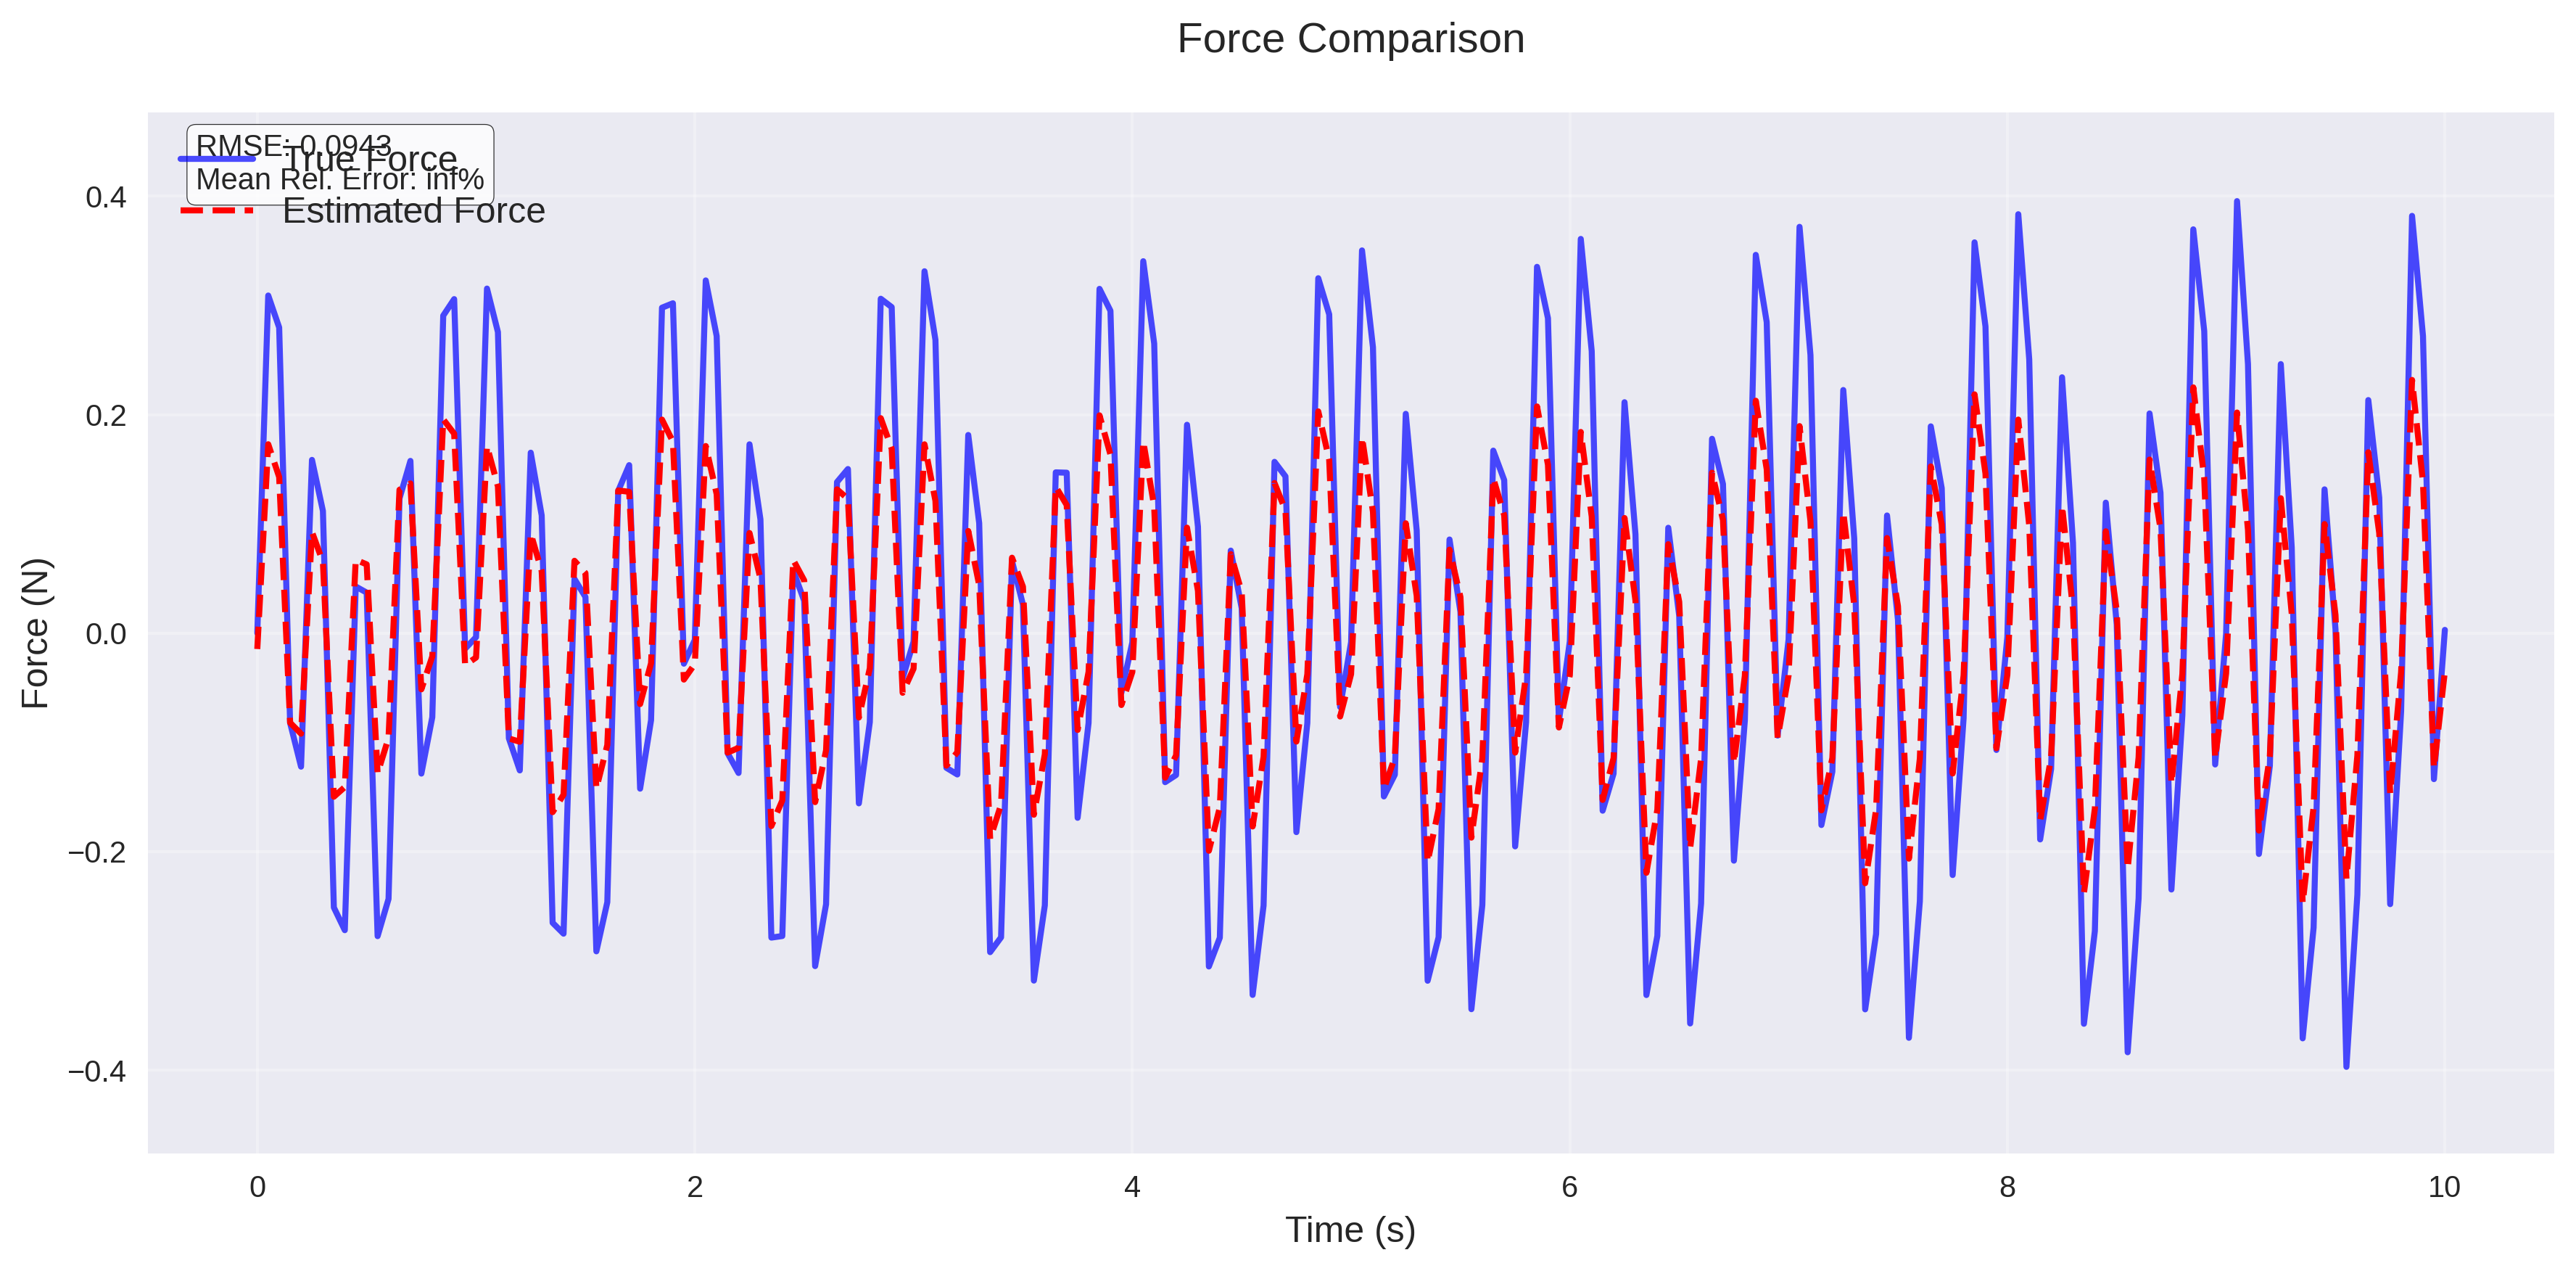 Force Comparison
RMSE: 0.0943
True Force
Mean Rel. Error: inf%
Estimated Force
0.4
0.2
0.0
−0.2
−0.4
Force (N)
0 2 4 6 8 10
Time (s)